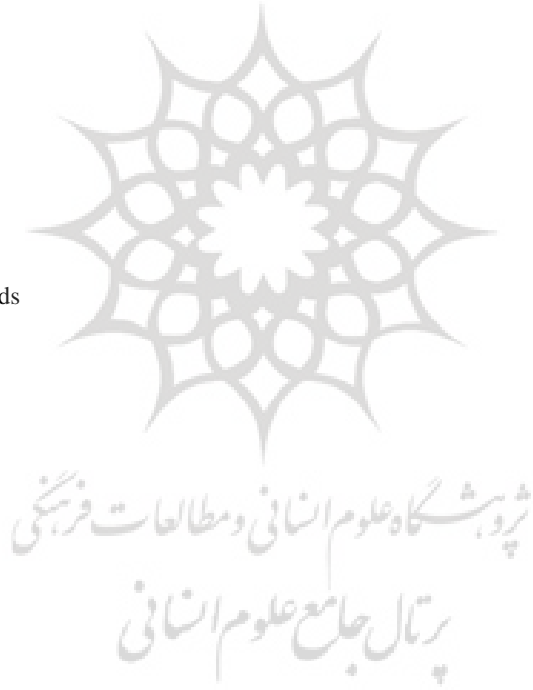 ds
پژوهشگاه علوم انسانی و مطالعات فرهنگی
پرتال جامع علوم انسانی